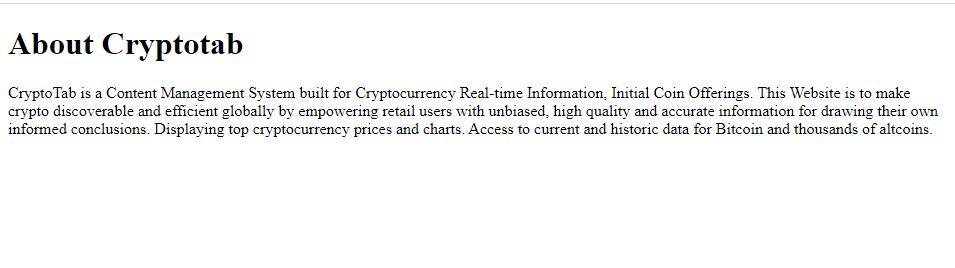 About Cryptotab
CryptoTab is a Content Management System built for Cryptocurrency Real-time Information, Initial Coin Offerings. This Website is to make
crypto discoverable and efficient globally by empowering retail users with unbiased, high quality and accurate information for drawing their own
informed conclusions. Displaying top cryptocurrency prices and charts. Access to current and historic data for Bitcoin and thousands of altcoins.